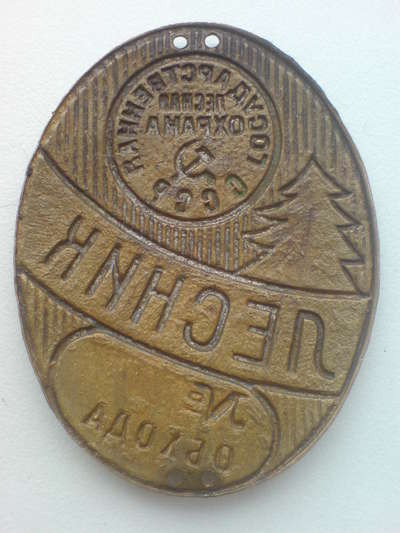 ГОСУДАРСТВЕННАЯ
ЛЕСНАЯ
ОХРАНА
СССР
ЛЕСНИК
№
ОБХОДА